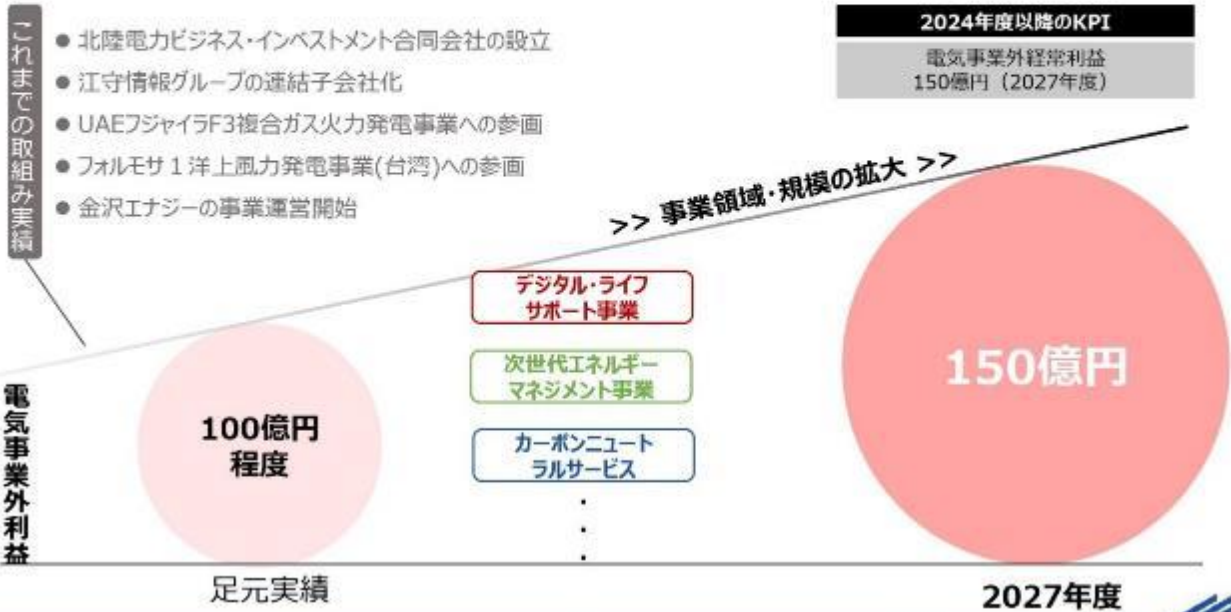 これまでの取組み実績
● 北陸電力ビジネス・インベストメント合同会社の設立
● 江守情報グループの連結子会社化
● UAEフジャイラF3複合ガス火力発電事業への参画
● フォルモサ１洋上風力発電事業(台湾)への参画
● 金沢エナジーの事業運営開始
2024年度以降のKPI
電気事業外経常利益
150億円（2027年度）
>> 事業領域・規模の拡大 >>
デジタル・ライフ
サポート事業
次世代エネルギー
マネジメント事業
カーボンニュート
ラルサービス
・
・
・
電気事業外利益
100億円
程度
150億円
足元実績
2027年度